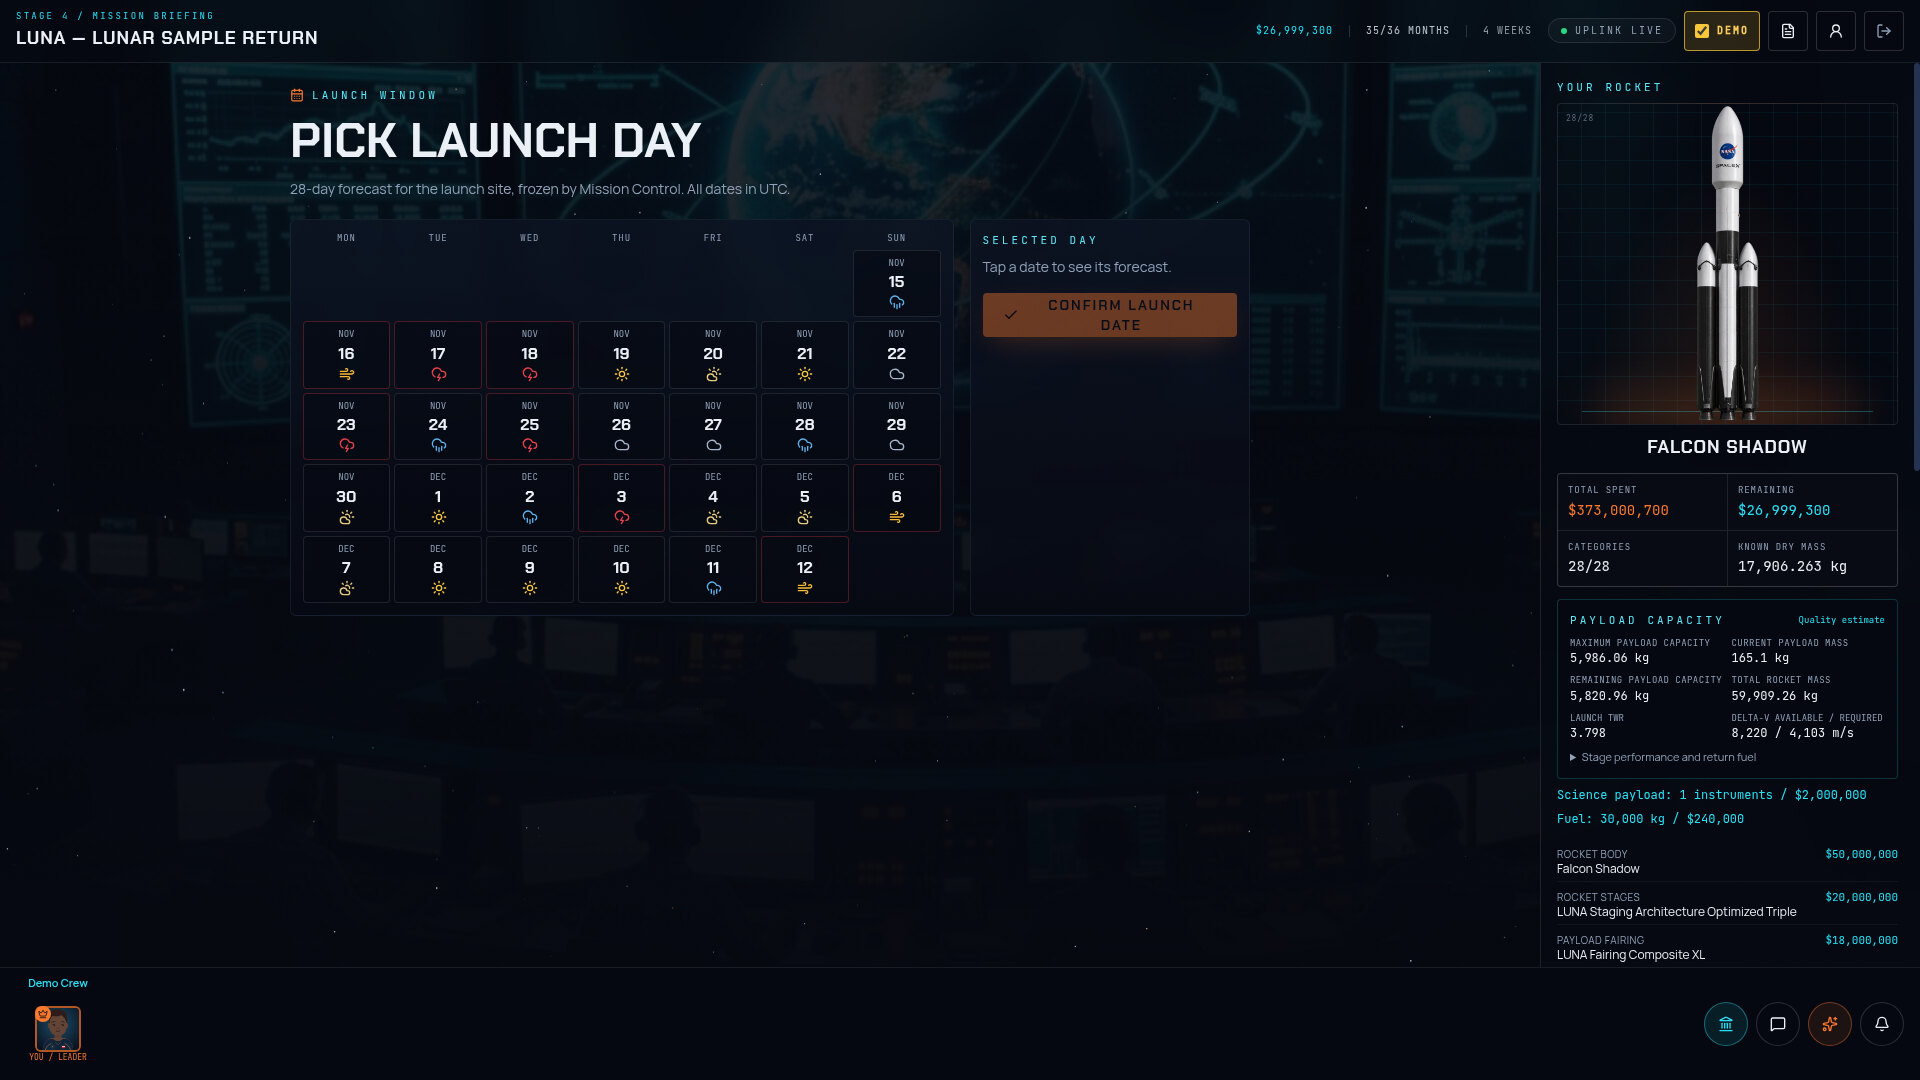 STAGE 4 / MISSION BRIEFING
LUNA — LUNAR SAMPLE RETURN
$26,999,300
35/36 MONTHS
4 WEEKS
UPLINK LIVE
DEMO
LAUNCH WINDOW
PICK LAUNCH DAY
28-day forecast for the launch site, frozen by Mission Control. All dates in UTC.
MON TUE WED THU FRI SAT SUN
NOV
15
NOV NOV NOV NOV NOV NOV NOV
16 17 18 19 20 21 22
NOV NOV NOV NOV NOV NOV NOV
23 24 25 26 27 28 29
NOV DEC DEC DEC DEC DEC DEC
30 1 2 3 4 5 6
DEC DEC DEC DEC DEC DEC
7 8 9 10 11 12
SELECTED DAY
Tap a date to see its forecast.
CONFIRM LAUNCH
DATE
YOUR ROCKET
28/28
NASA
FALCON SHADOW
TOTAL SPENT
$373,000,700
REMAINING
$26,999,300
CATEGORIES
28/28
KNOWN DRY MASS
17,906.263 kg
PAYLOAD CAPACITY
Quality estimate
MAXIMUM PAYLOAD CAPACITY
5,986.06 kg
CURRENT PAYLOAD MASS
165.1 kg
REMAINING PAYLOAD CAPACITY
5,820.96 kg
TOTAL ROCKET MASS
59,909.26 kg
LAUNCH TWR
3.798
DELTA-V AVAILABLE / REQUIRED
8,220 / 4,103 m/s
Stage performance and return fuel
Science payload: 1 instruments / $2,000,000
Fuel: 30,000 kg / $240,000
ROCKET BODY
Falcon Shadow
$50,000,000
ROCKET STAGES
LUNA Staging Architecture Optimized Triple
$20,000,000
PAYLOAD FAIRING
LUNA Fairing Composite XL
$18,000,000
Demo Crew
YOU / LEADER